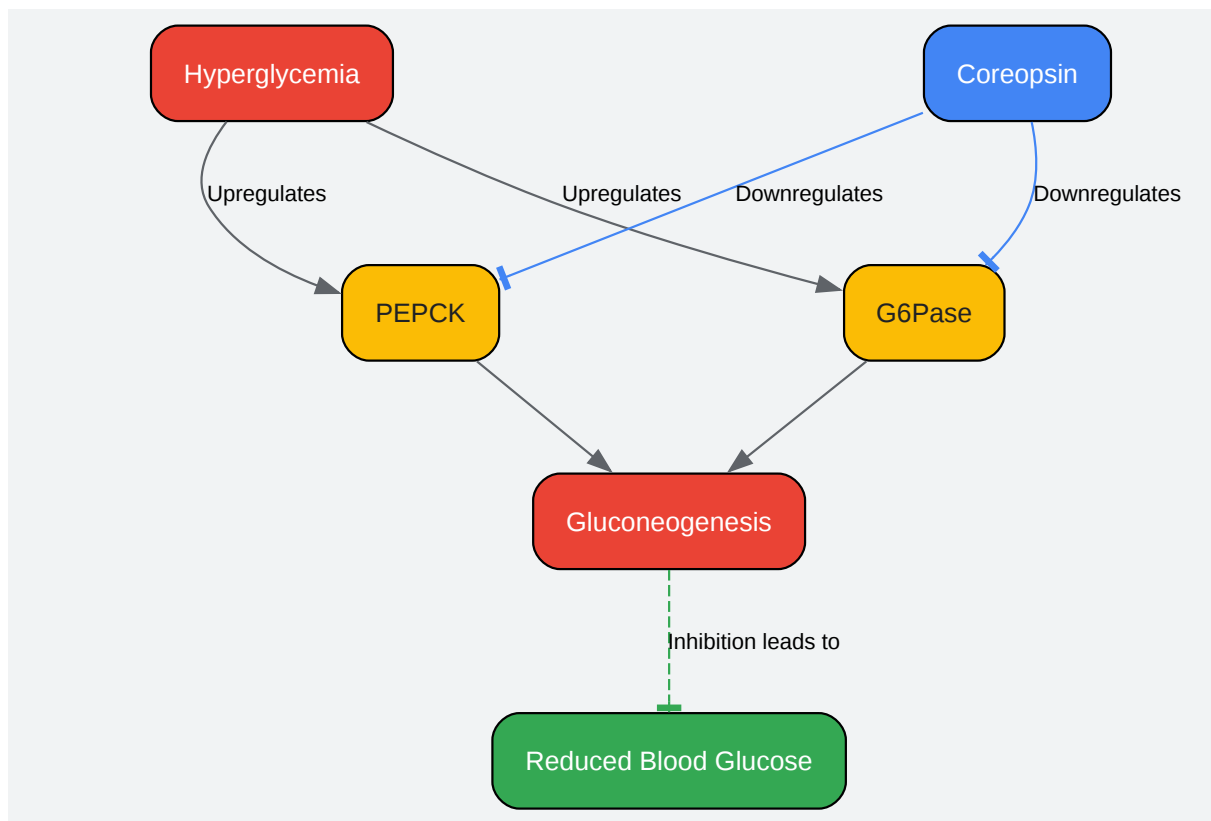 Hyperglycemia
Coreopsin
Upregulates
Upregulates
Downregulates
Downregulates
PEPCK
G6Pase
Gluconeogenesis
Inhibition leads to
Reduced Blood Glucose